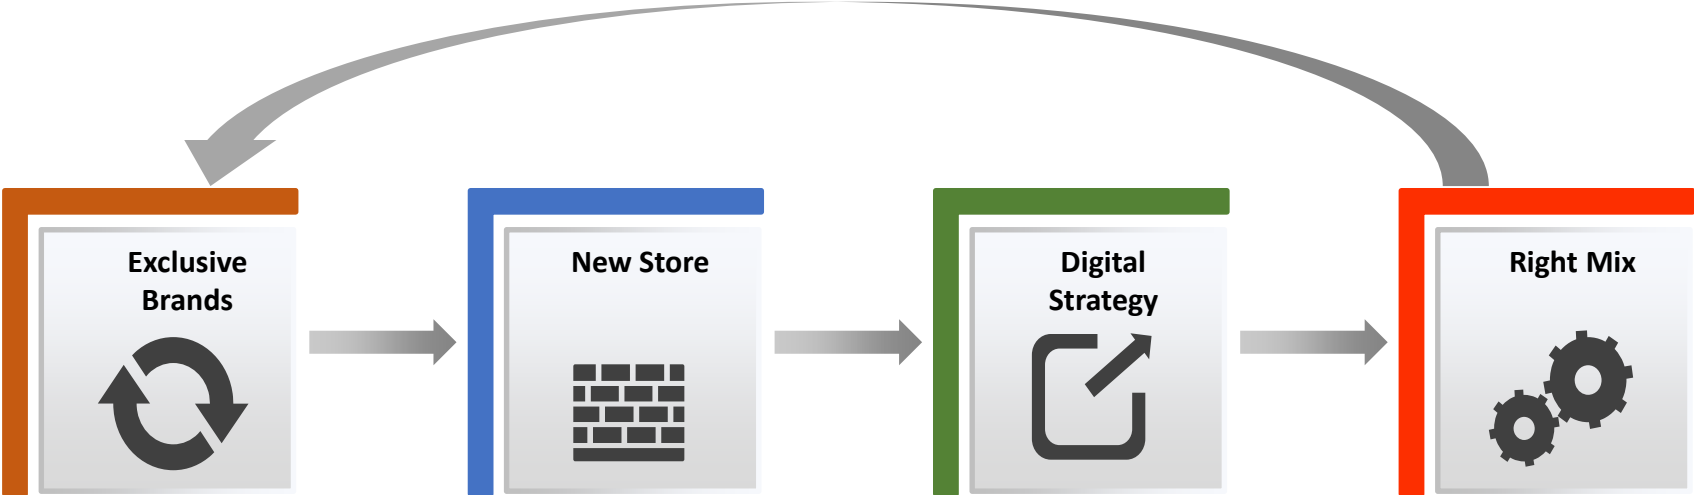 Exclusive
Brands
New Store
Digital
Strategy
Right Mix